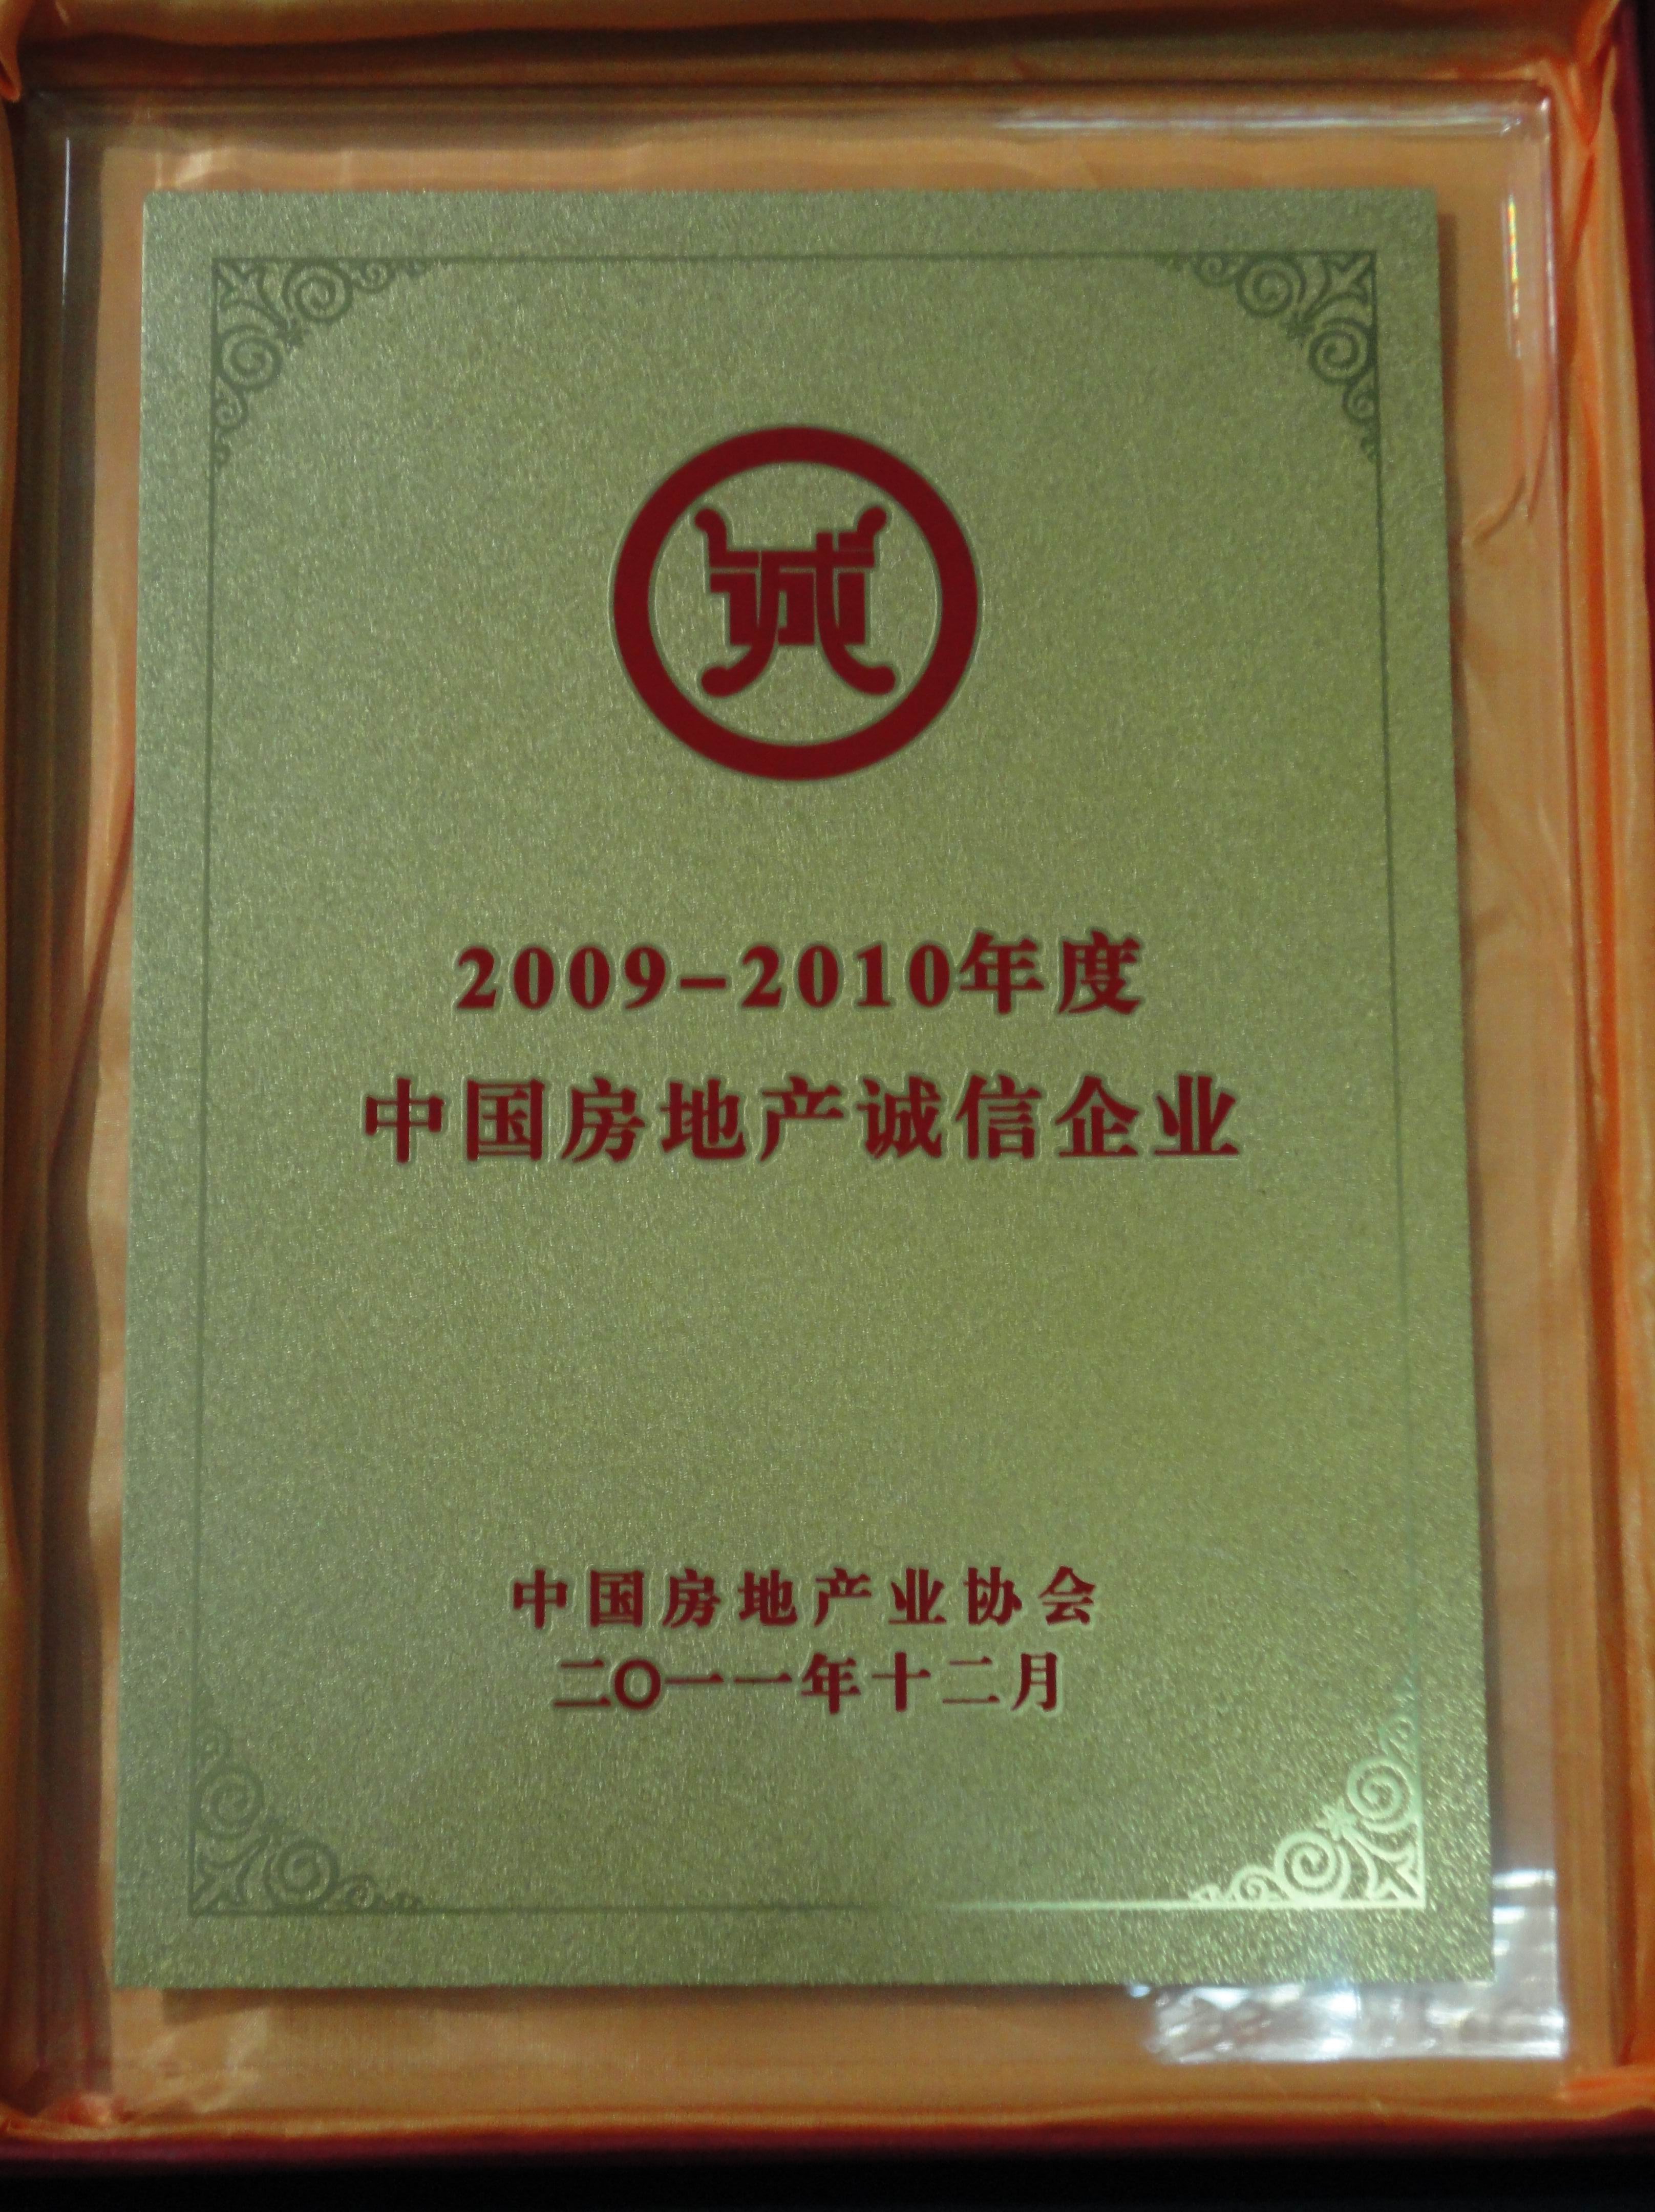 诚
2009-2010年度
中国房地产诚信企业
中国房地产业协会
二〇一一年十二月